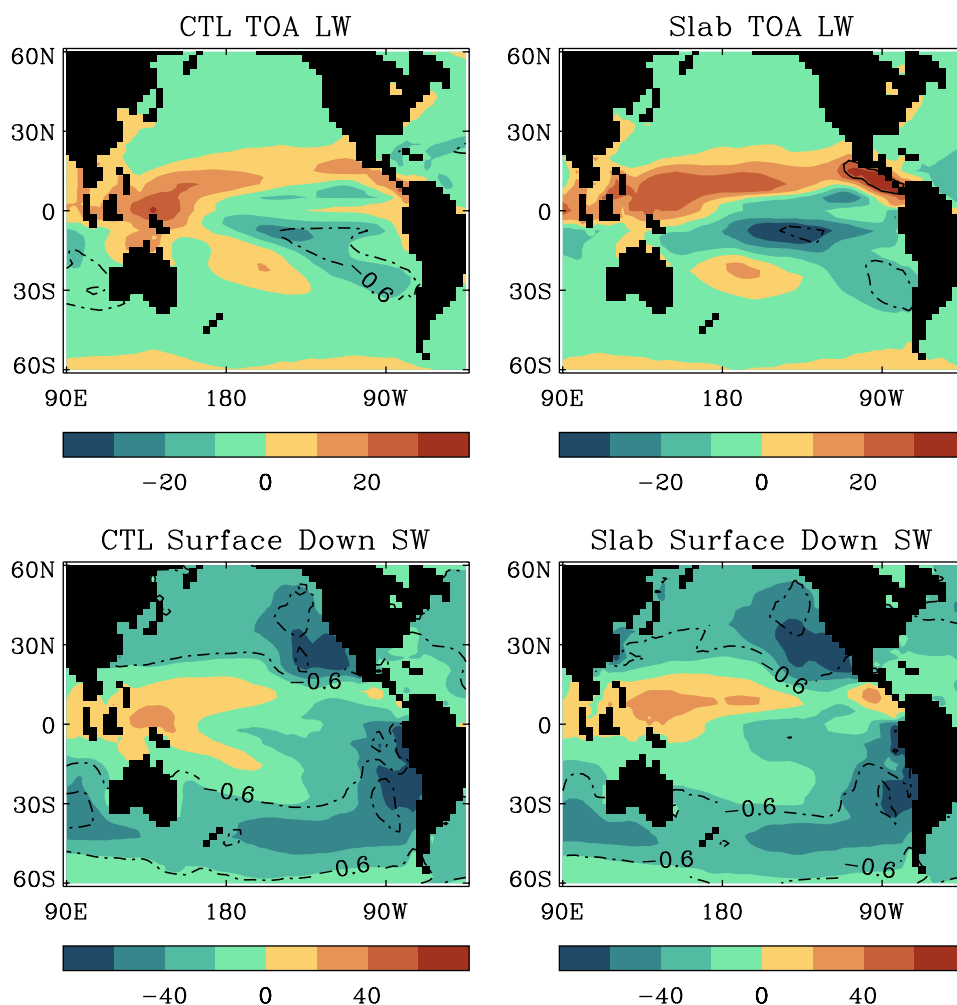 CTL TOA LW
Slab TOA LW
60N
30N
0
30S
60S
0.6
90E 180 90W
60N
30N
0
30S
60S
90E 180 90W
−20 0 20
−20 0 20
CTL Surface Down SW
Slab Surface Down SW
60N
30N
0
30S
60S
−0.6
−0.6
−0.6
90E 180 90W
60N
30N
0
30S
60S
−0.6
−0.6
−0.6
−0.6
90E 180 90W
−40 0 40
−40 0 40